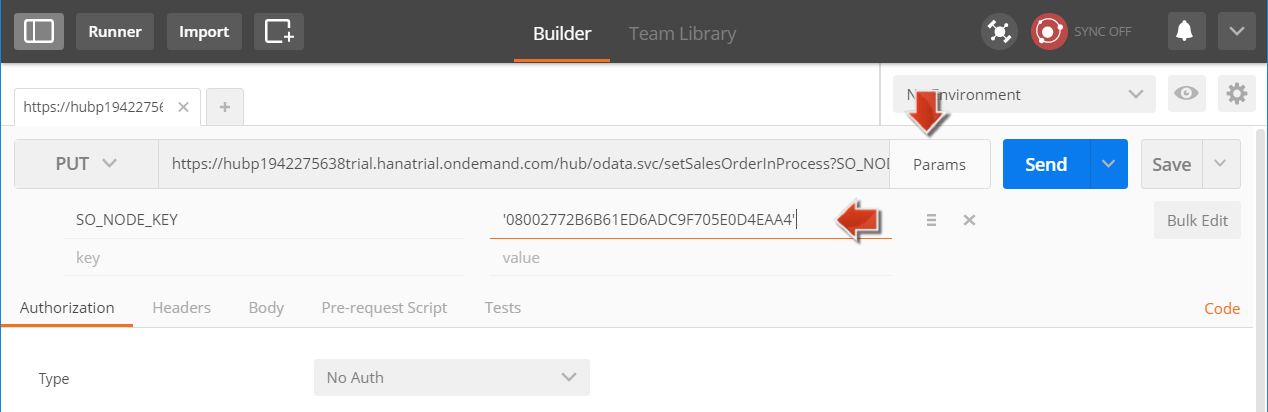 Runner Import Builder Team Library SYNC OFF
https://hubp19422756 No Environment
PUT https://hubp1942275638trial.hanatrial.ondemand.com/hub/odata.svc/setSalesOrderInProcess?SO_NOD Params Send Save
SO_NODE_KEY '08002772B6B61ED6ADC9F705E0D4EAA4' Bulk Edit
key value
Authorization Headers Body Pre-request Script Tests Code
Type No Auth